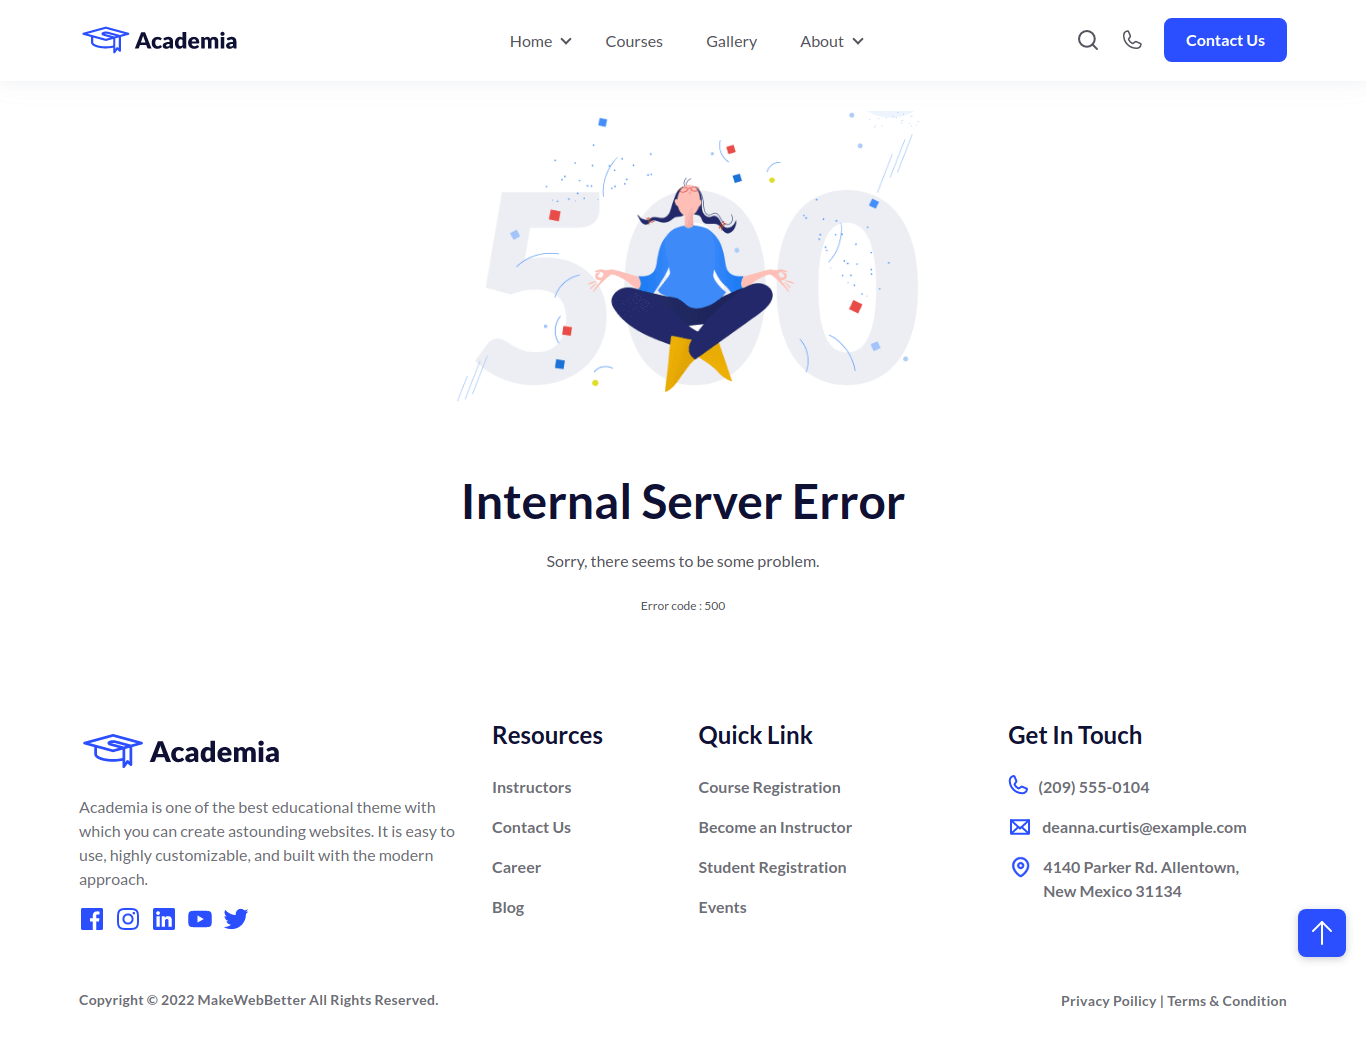 Academia
Home
Courses
Gallery
About
Contact Us
500
Internal Server Error
Sorry, there seems to be some problem.
Error code : 500
Academia
Academia is one of the best educational theme with
which you can create astounding websites. It is easy to
use, highly customizable, and built with the modern
approach.
Resources
Instructors
Contact Us
Career
Blog
Quick Link
Course Registration
Become an Instructor
Student Registration
Events
Get In Touch
(209) 555-0104
deanna.curtis@example.com
4140 Parker Rd. Allentown,
New Mexico 31134
Copyright © 2022 MakeWebBetter All Rights Reserved.
Privacy Poilicy | Terms & Condition